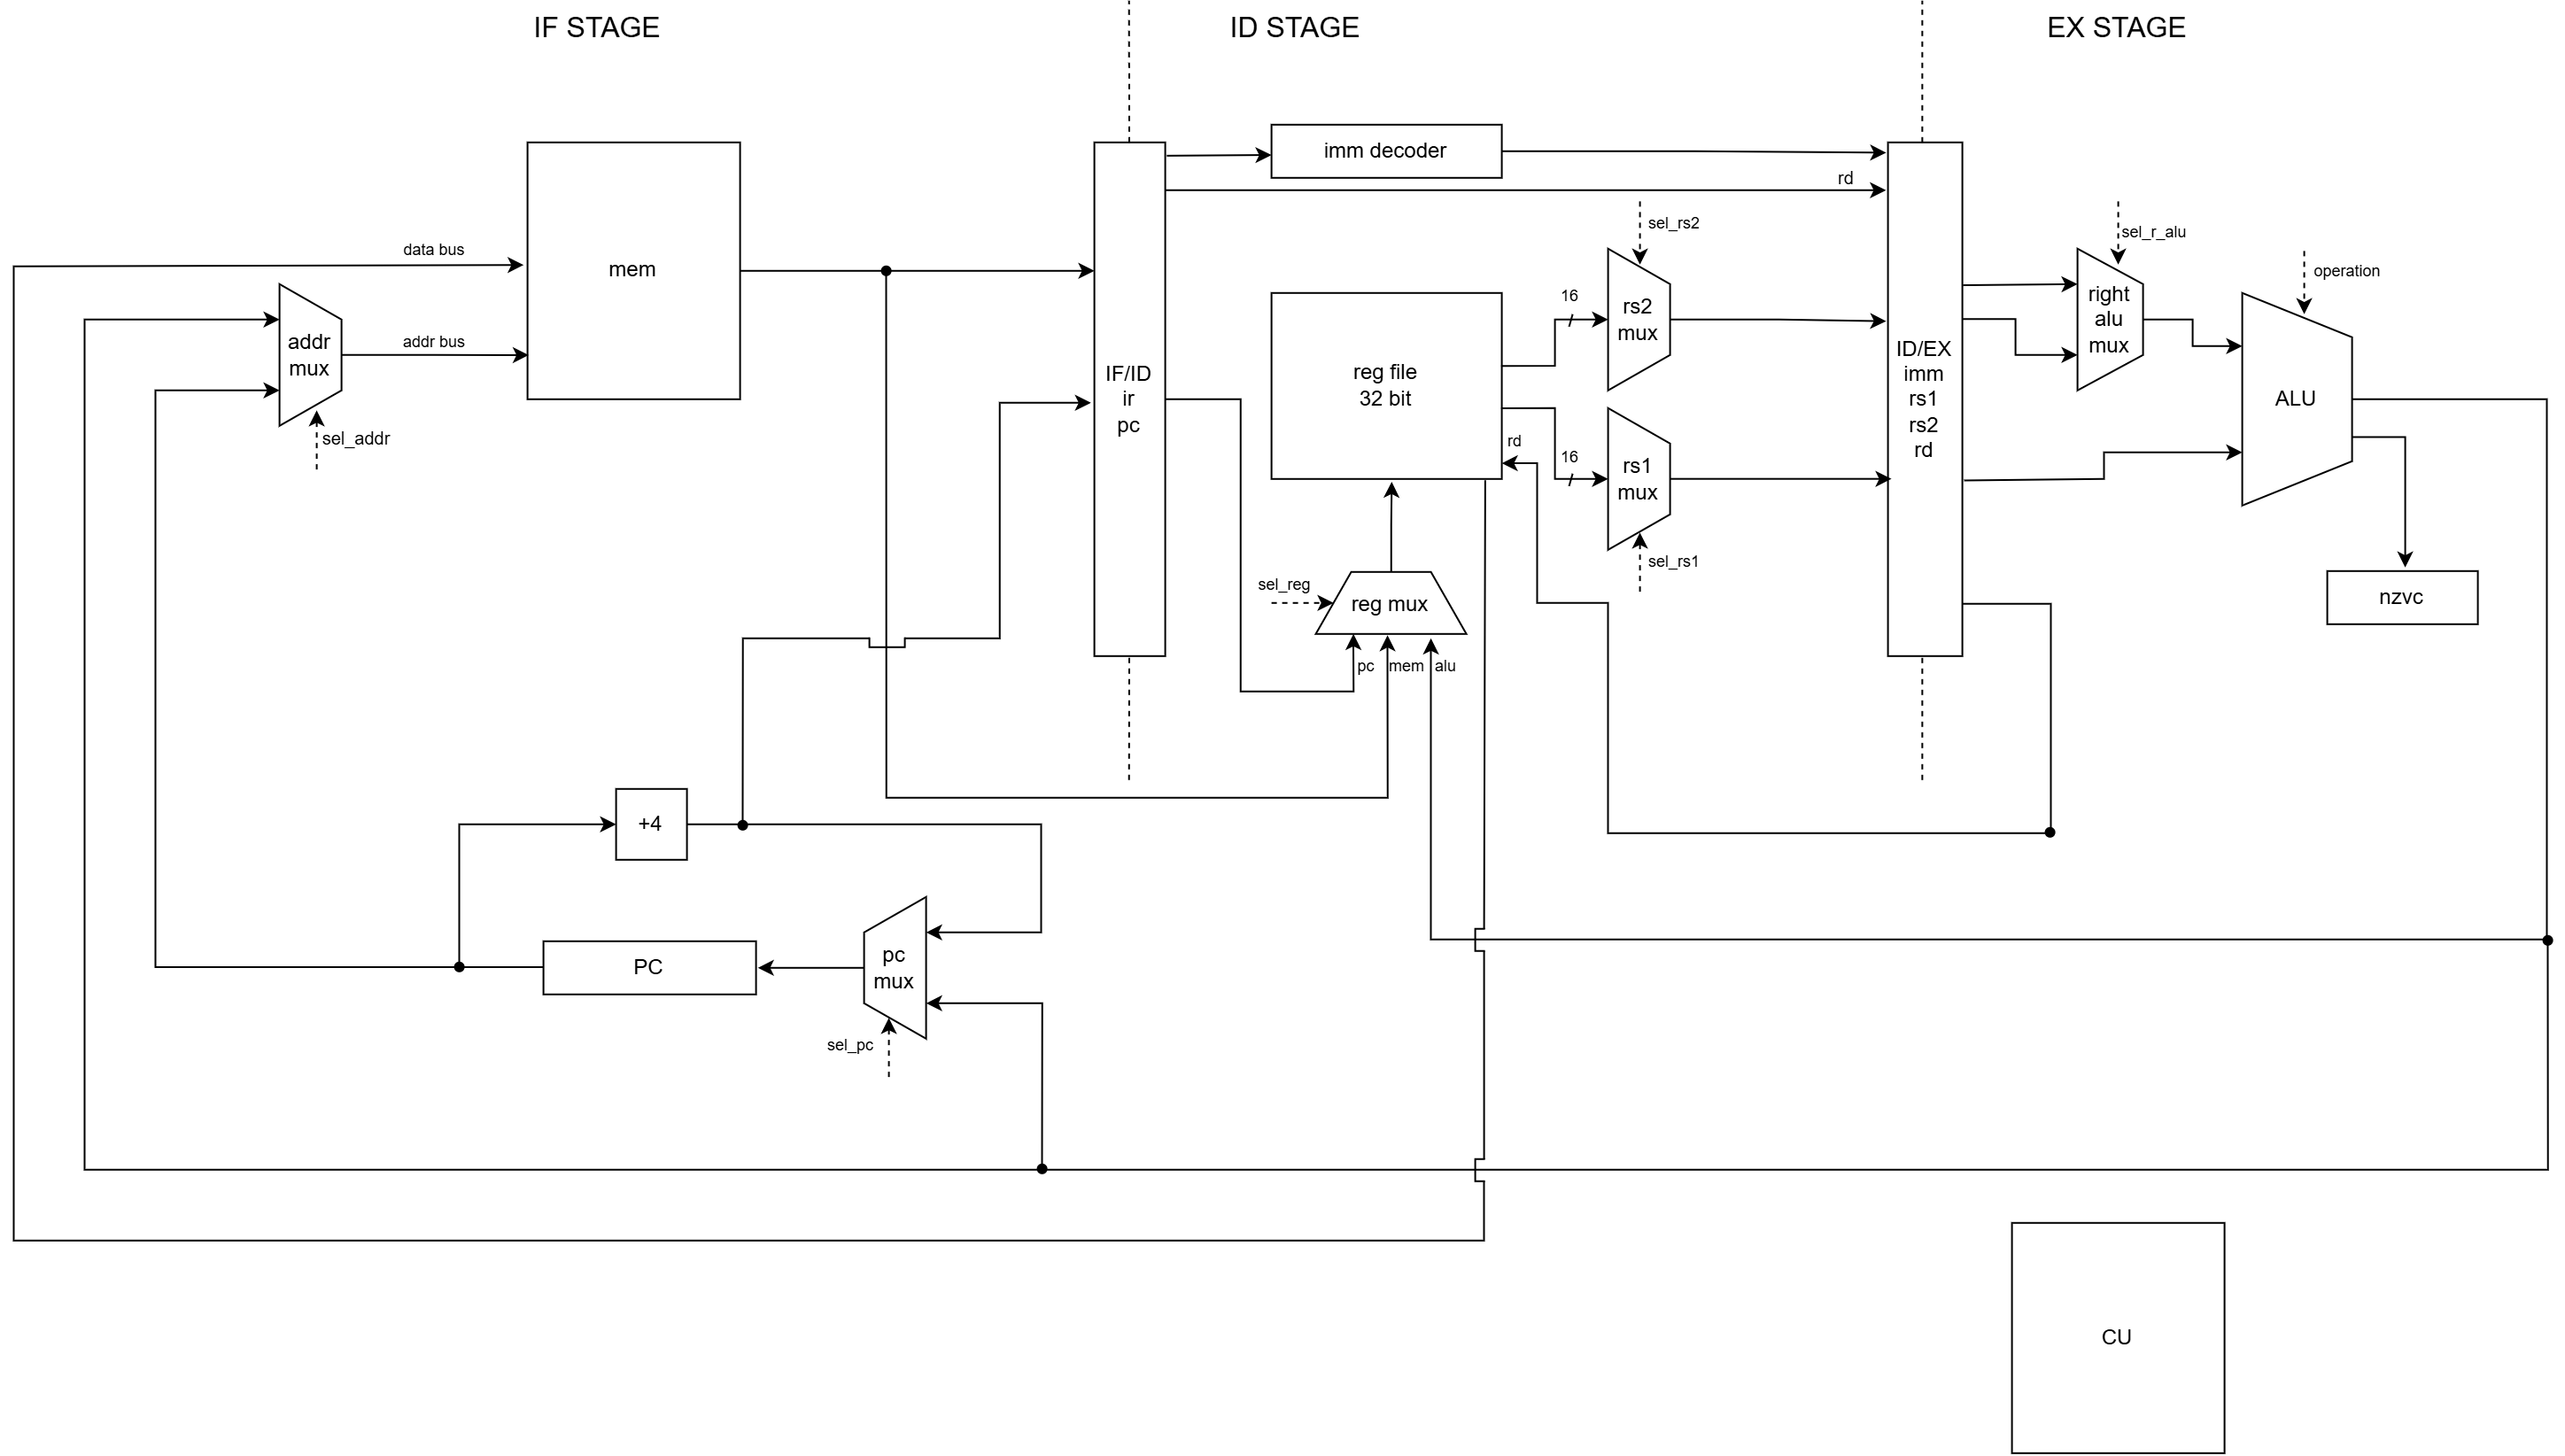 IF STAGE
ID STAGE
EX STAGE
imm decoder
rd
sel_rs2
sel_r_alu
data bus
mem
operation
16
rs2
mux
right
alu
mux
addr
mux
addr bus
sel_addr
IF/ID
ir
pc
reg file
32 bit
ID/EX
imm
rs1
rs2
rd
ALU
rd
16
rs1
mux
sel_rs1
sel_reg
reg mux
nzvc
pc
mem
alu
+4
PC
pc
mux
sel_pc
CU